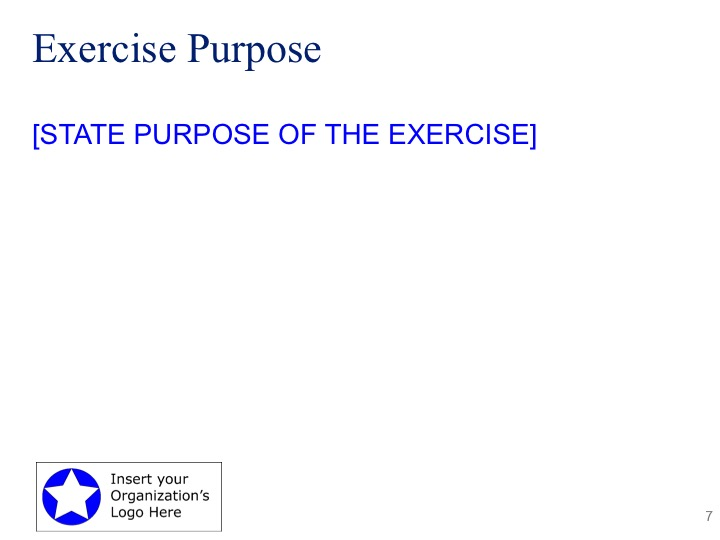 Exercise Purpose
[STATE PURPOSE OF THE EXERCISE]
Insert your
Organization’s
Logo Here
7